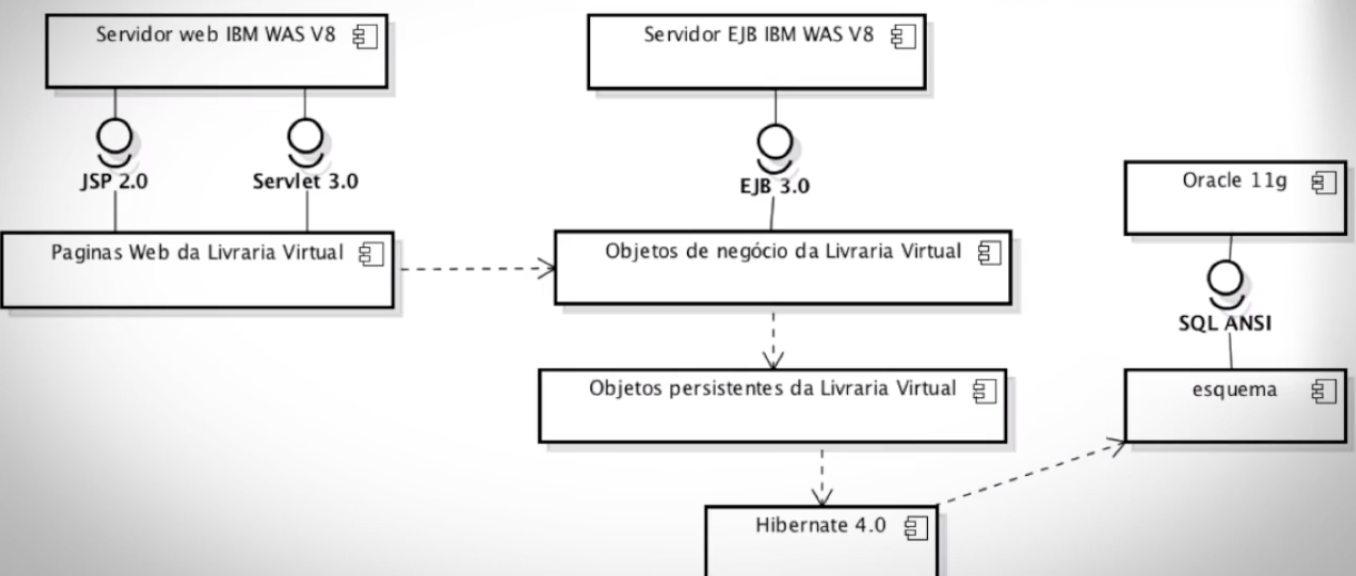 Servidor web IBM WAS V8
Servidor EJB IBM WAS V8
JSP 2.0
Servlet 3.0
EJB 3.0
Oracle 11g
Paginas Web da Livraria Virtual
Objetos de negócio da Livraria Virtual
SQL ANSI
Objetos persistentes da Livraria Virtual
esquema
Hibernate 4.0